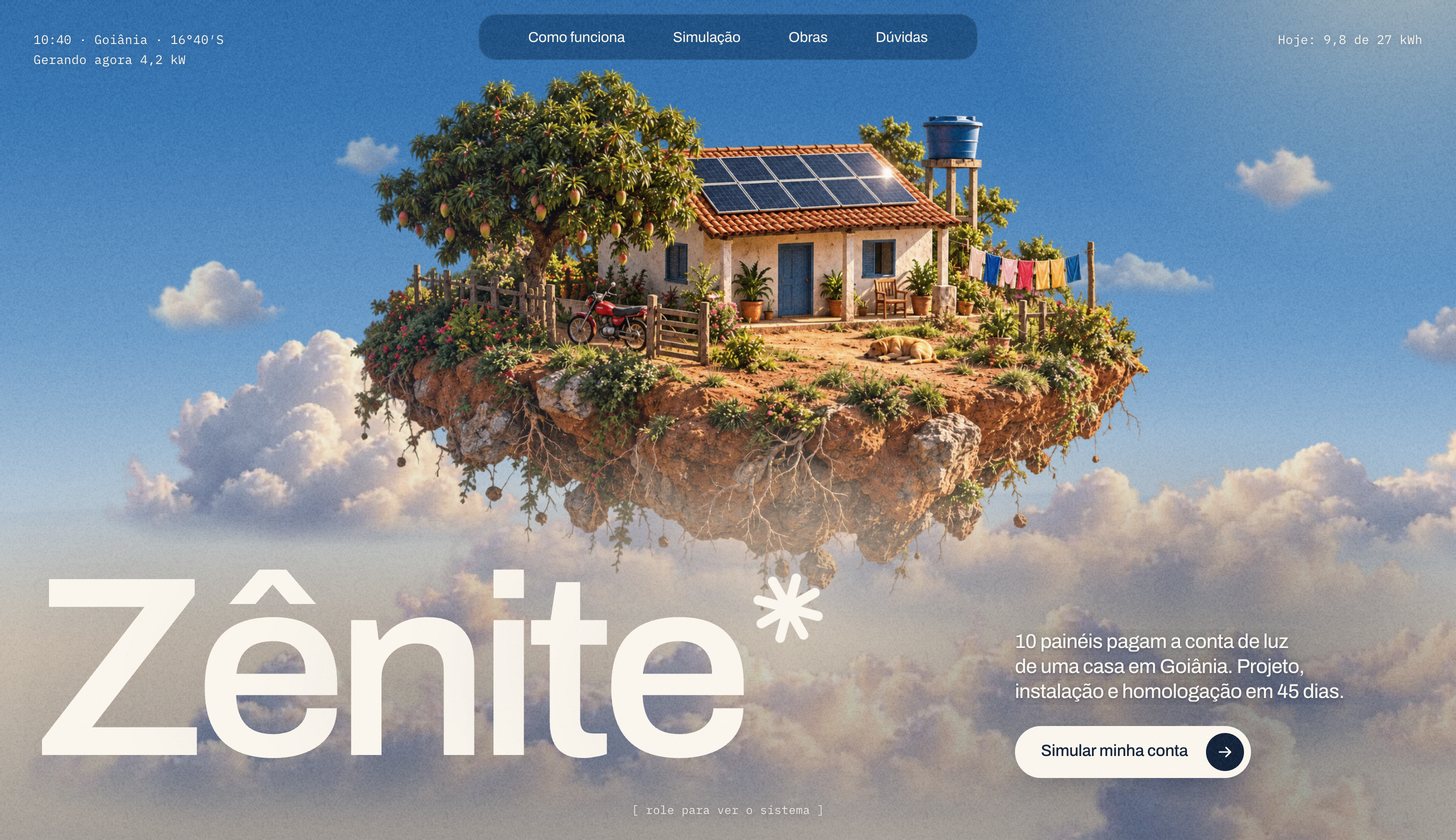 10:40 · Goiânia · 16°40′S
Gerando agora 4,2 kW
Como funciona
Simulação
Obras
Dúvidas
Hoje: 9,8 de 27 kWh
Zênite*
10 painéis pagam a conta de luz
de uma casa em Goiânia. Projeto,
instalação e homologação em 45 dias.
Simular minha conta →
[ role para ver o sistema ]